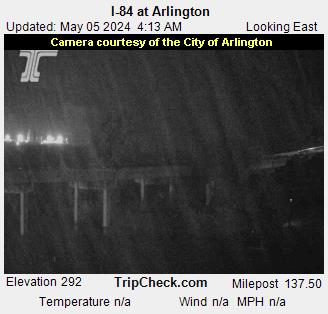 I-84 at Arlington
Updated: May 05 2024 4:13 AM Looking East
Camera courtesy of the City of Arlington
Elevation 292 TripCheck.com Milepost 137.50
Temperature n/a Wind n/a MPH n/a